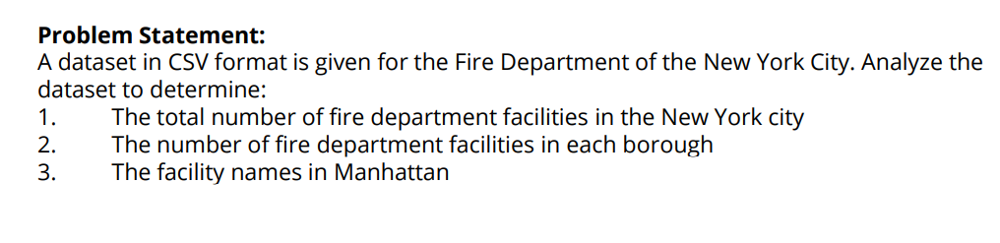 Problem Statement:
A dataset in CSV format is given for the Fire Department of the New York City. Analyze the
dataset to determine:
1. The total number of fire department facilities in the New York city
2. The number of fire department facilities in each borough
3. The facility names in Manhattan